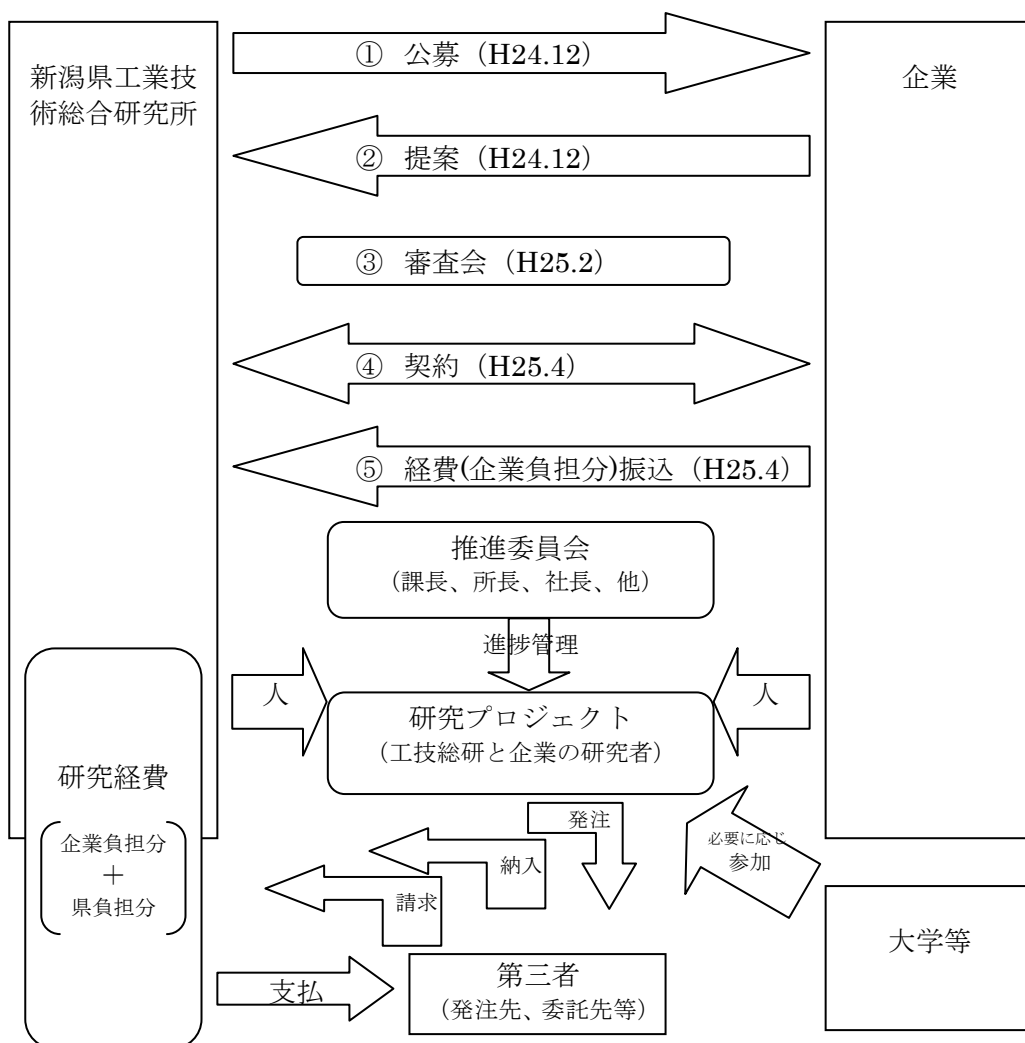 新潟県工業技
術総合研究所
① 公募（H24.12）
企業
② 提案（H24.12）
③ 審査会（H25.2）
④ 契約（H25.4）
⑤ 経費(企業負担分)振込（H25.4）
推進委員会
（課長、所長、社長、他）
進捗管理
人
人
研究プロジェクト
（工技総研と企業の研究者）
研究経費
企業負担分
＋
県負担分
発注
納入
請求
必要に応じ
参加
大学等
支払
第三者
（発注先、委託先等）